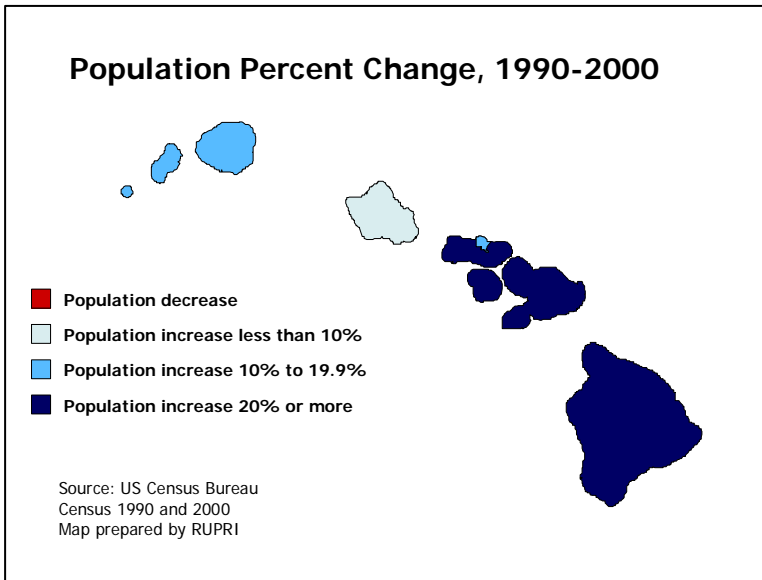 Population Percent Change, 1990-2000
Population decrease
Population increase less than 10%
Population increase 10% to 19.9%
Population increase 20% or more
Source: US Census Bureau
Census 1990 and 2000
Map prepared by RUPRI